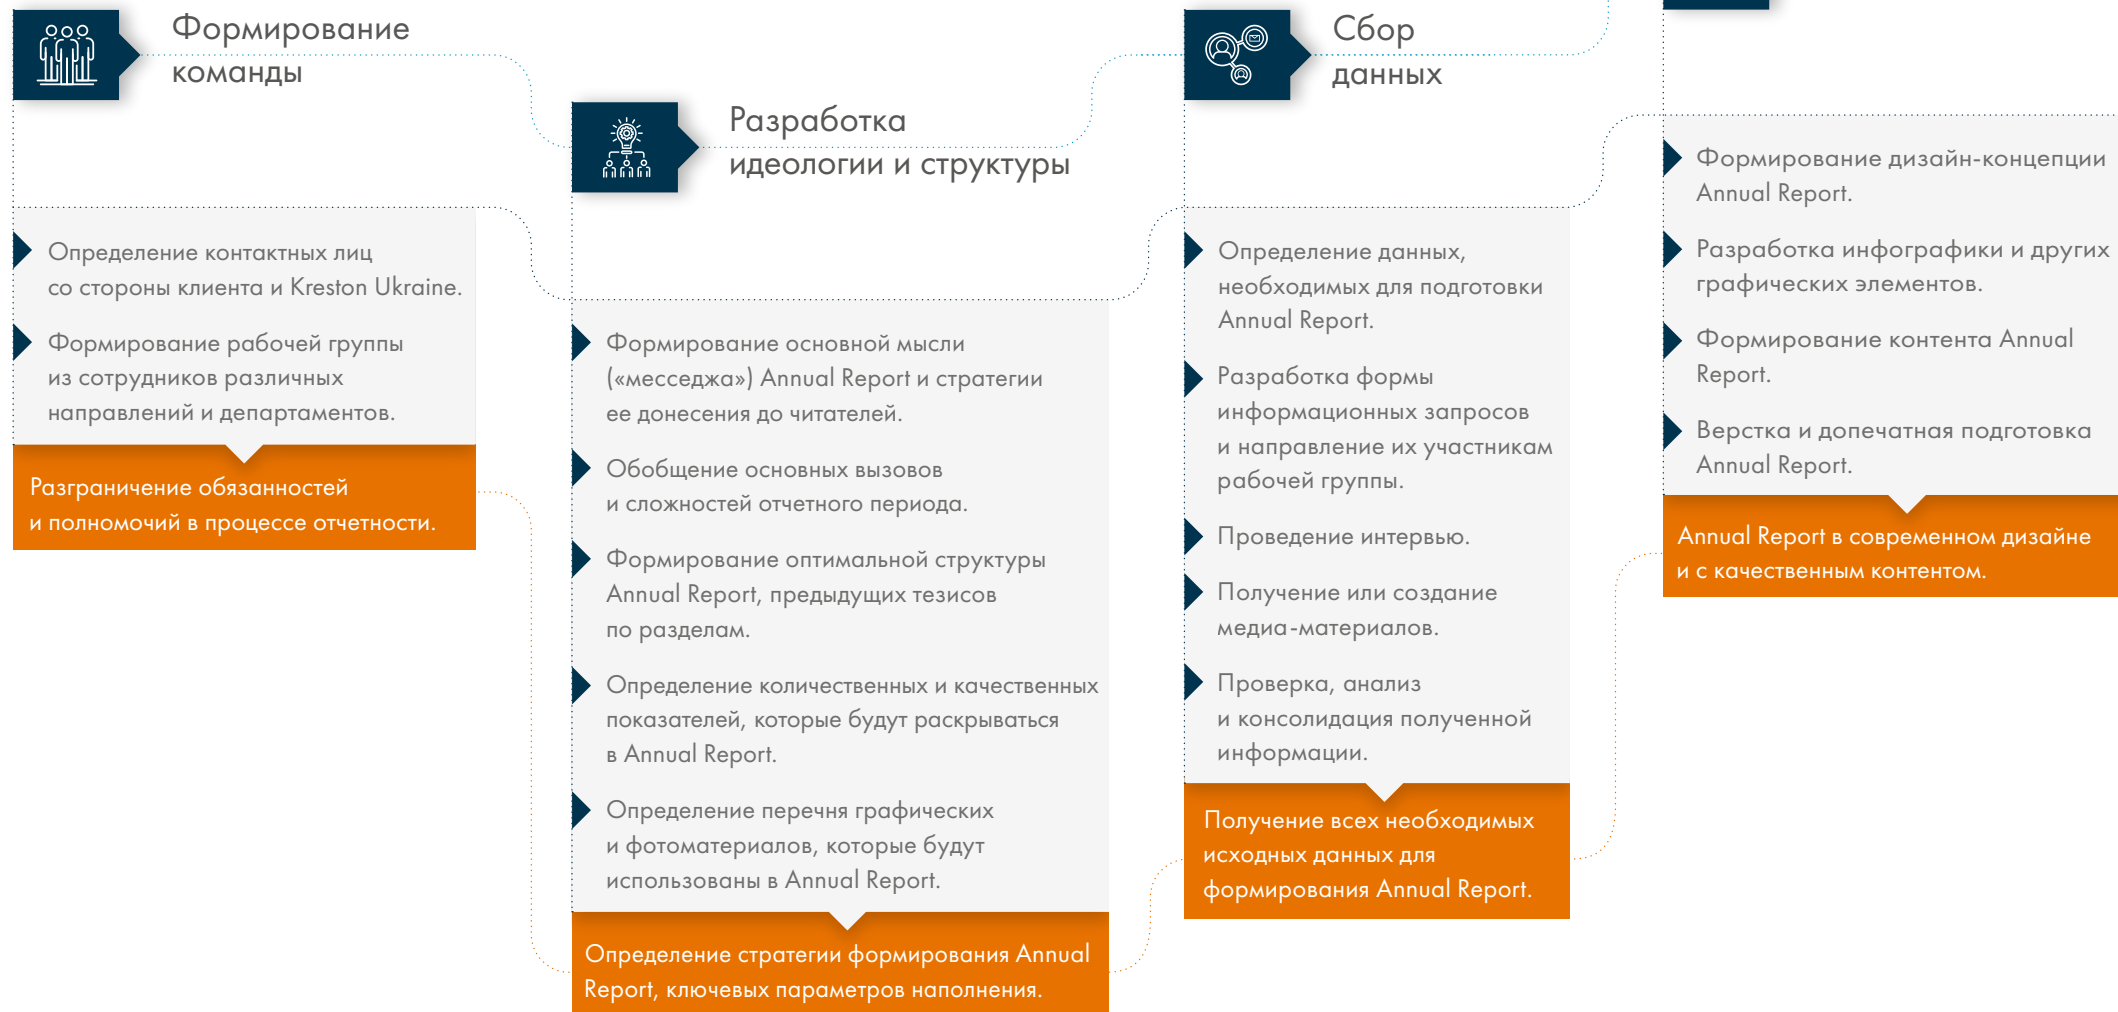 Формирование
команды
Определение контактных лиц
со стороны клиента и Kreston Ukraine.
Формирование рабочей группы
из сотрудников различных
направлений и департаментов.
Разграничение обязанностей
и полномочий в процессе отчетности.
Разработка
идеологии и структуры
Формирование основной мысли
(«месседжа») Annual Report и стратегии
ее донесения до читателей.
Обобщение основных вызовов
и сложностей отчетного периода.
Формирование оптимальной структуры
Annual Report, предыдущих тезисов
по разделам.
Определение количественных и качественных
показателей, которые будут раскрываться
в Annual Report.
Определение перечня графических
и фотоматериалов, которые будут
использованы в Annual Report.
Определение стратегии формирования Annual
Report, ключевых параметров наполнения.
Сбор
данных
Определение данных,
необходимых для подготовки
Annual Report.
Разработка формы
информационных запросов
и направление их участникам
рабочей группы.
Проведение интервью.
Получение или создание
медиа-материалов.
Проверка, анализ
и консолидация полученной
информации.
Получение всех необходимых
исходных данных для
формирования Annual Report.
Формирование дизайн-концепции
Annual Report.
Разработка инфографики и других
графических элементов.
Формирование контента Annual
Report.
Верстка и допечатная подготовка
Annual Report.
Annual Report в современном дизайне
и с качественным контентом.